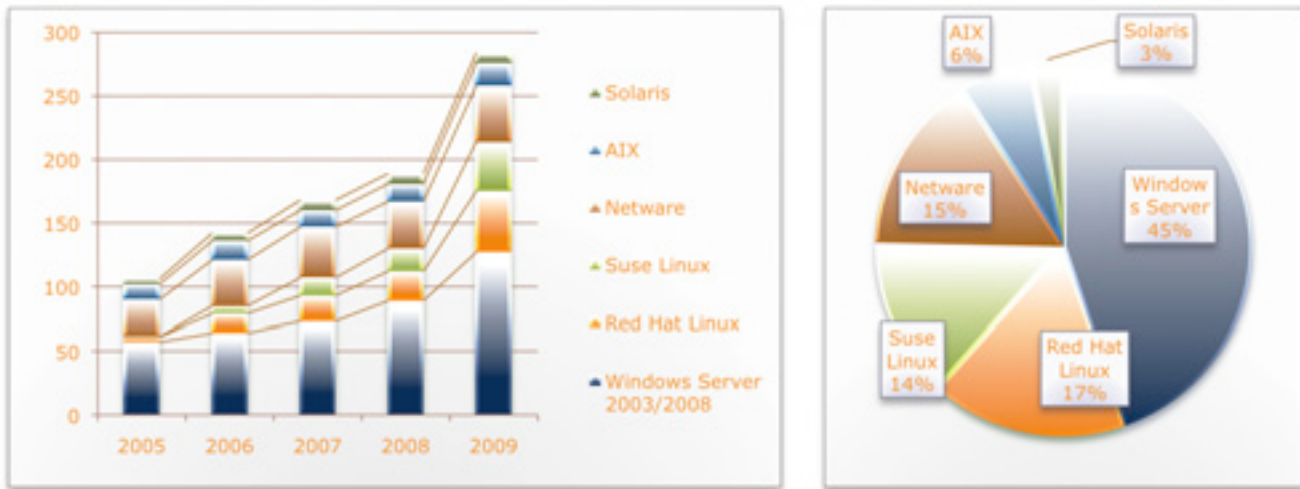 300
250
200
150
100
50
0
2005 2006 2007 2008 2009
Solaris
AIX
Netware
Suse Linux
Red Hat Linux
Windows Server
2003/2008
AIX
6%
Solaris
3%
Netware
15%
Window
s Server
45%
Suse
Linux
14%
Red Hat
Linux
17%